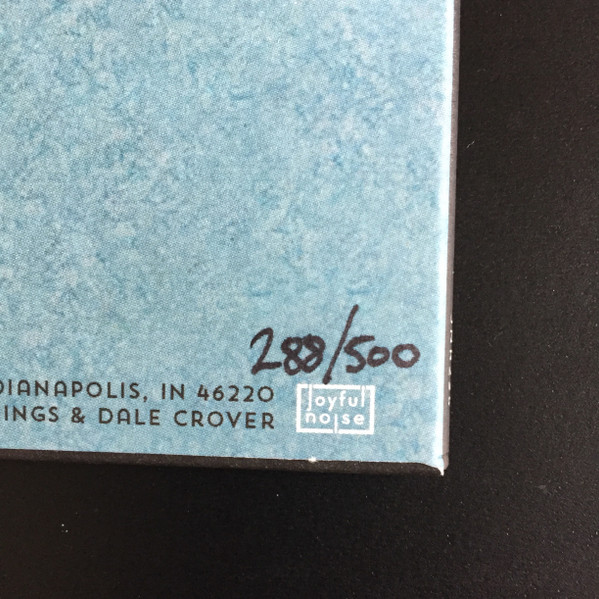 288/500
DIANAPOLIS, IN 46220
INGS & DALE CROVER
joyful
noise